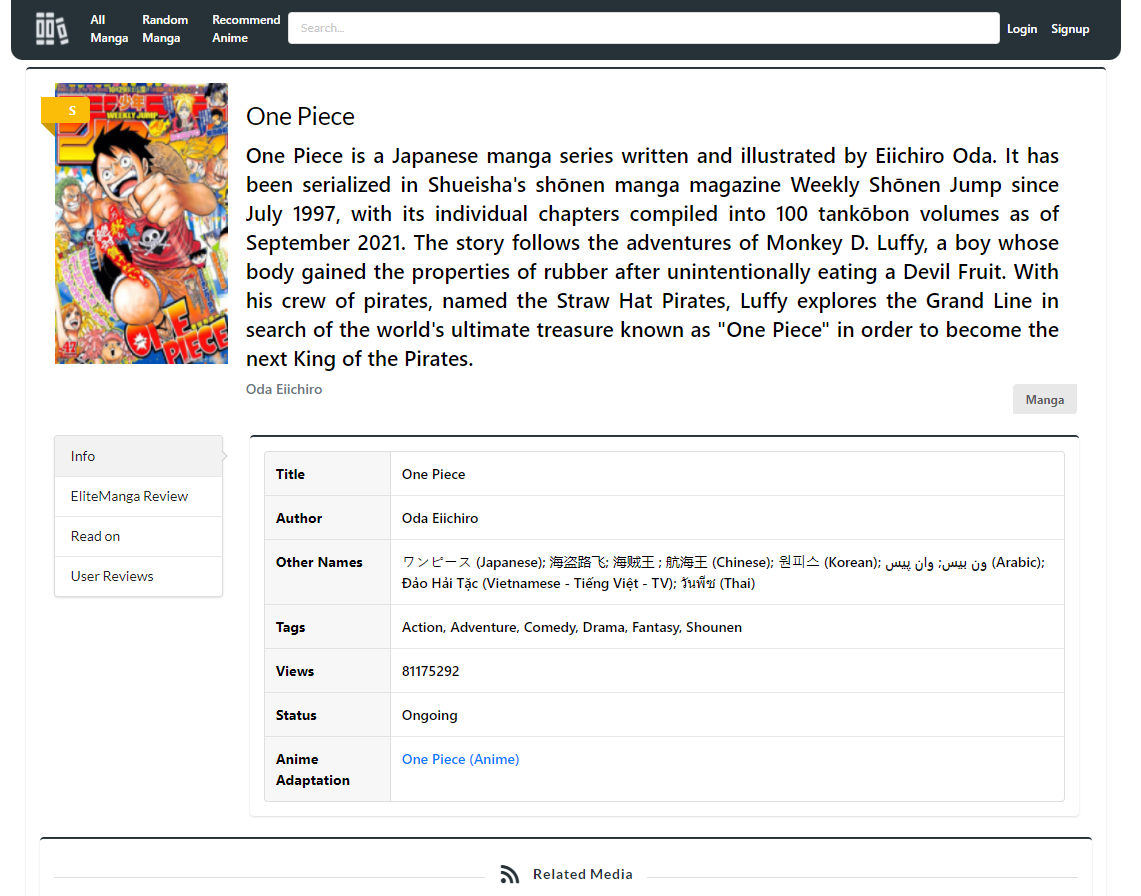 All Manga
Random Manga
Recommend Anime
Search...
Login
Signup
S
WEEKLY JUMP
ONE PIECE
47
One Piece
One Piece is a Japanese manga series written and illustrated by Eiichiro Oda. It has
been serialized in Shueisha's shōnen manga magazine Weekly Shōnen Jump since
July 1997, with its individual chapters compiled into 100 tankōbon volumes as of
September 2021. The story follows the adventures of Monkey D. Luffy, a boy whose
body gained the properties of rubber after unintentionally eating a Devil Fruit. With
his crew of pirates, named the Straw Hat Pirates, Luffy explores the Grand Line in
search of the world's ultimate treasure known as "One Piece" in order to become the
next King of the Pirates.
Oda Eiichiro
Manga
Info
EliteManga Review
Read on
User Reviews
Title One Piece
Author Oda Eiichiro
Other Names ワンピース (Japanese); 海盗路飞; 海贼王 ; 航海王 (Chinese); 원피스 (Korean); ون بيس; وان پیس (Arabic);
Đảo Hải Tặc (Vietnamese - Tiếng Việt - TV); วันพีซ (Thai)
Tags Action, Adventure, Comedy, Drama, Fantasy, Shounen
Views 81175292
Status Ongoing
Anime Adaptation One Piece (Anime)
Related Media